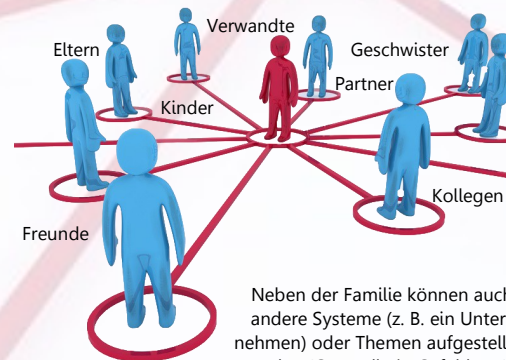 Verwandte
Eltern
Geschwister
Partner
Kinder
Kollegen
Freunde
Neben der Familie können auch
andere Systeme (z. B. ein Unter
nehmen) oder Themen aufgestell